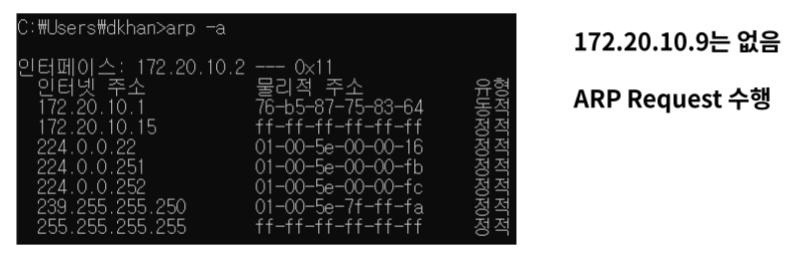 C:₩Users₩dkhan>arp -a
인터페이스: 172.20.10.2 --- 0x11
인터넷 주소 물리적 주소 유형
172.20.10.1 76-b5-87-75-83-64 동적
172.20.10.15 ff-ff-ff-ff-ff-ff 정적
224.0.0.22 01-00-5e-00-00-16 정적
224.0.0.251 01-00-5e-00-00-fb 정적
224.0.0.252 01-00-5e-00-00-fc 정적
239.255.255.250 01-00-5e-7f-ff-fa 정적
255.255.255.255 ff-ff-ff-ff-ff-ff 정적
172.20.10.9는 없음
ARP Request 수행